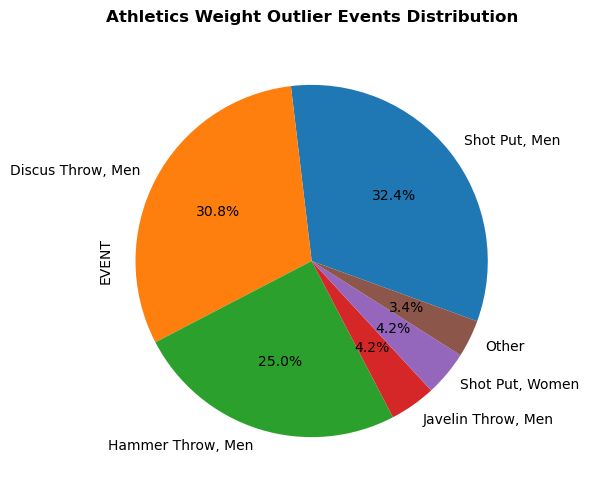 Athletics Weight Outlier Events Distribution
Shot Put, Men
32.4%
Discus Throw, Men
30.8%
EVENT
Hammer Throw, Men
25.0%
Javelin Throw, Men
4.2%
Shot Put, Women
4.2%
Other
3.4%